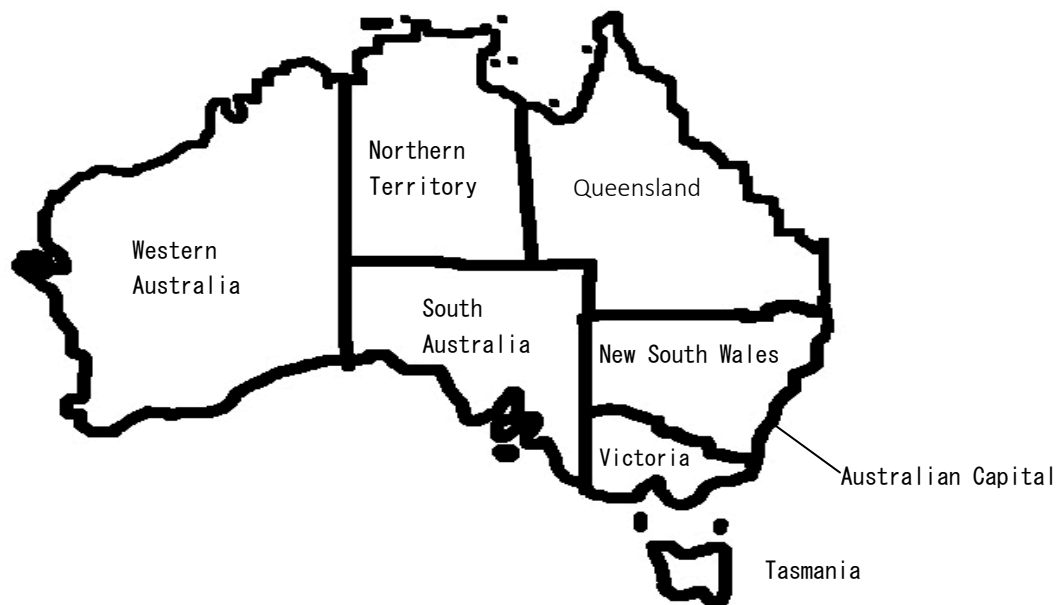 Northern
Territory
Queensland
Western
Australia
South
Australia
New South Wales
Victoria
Australian Capital
Tasmania